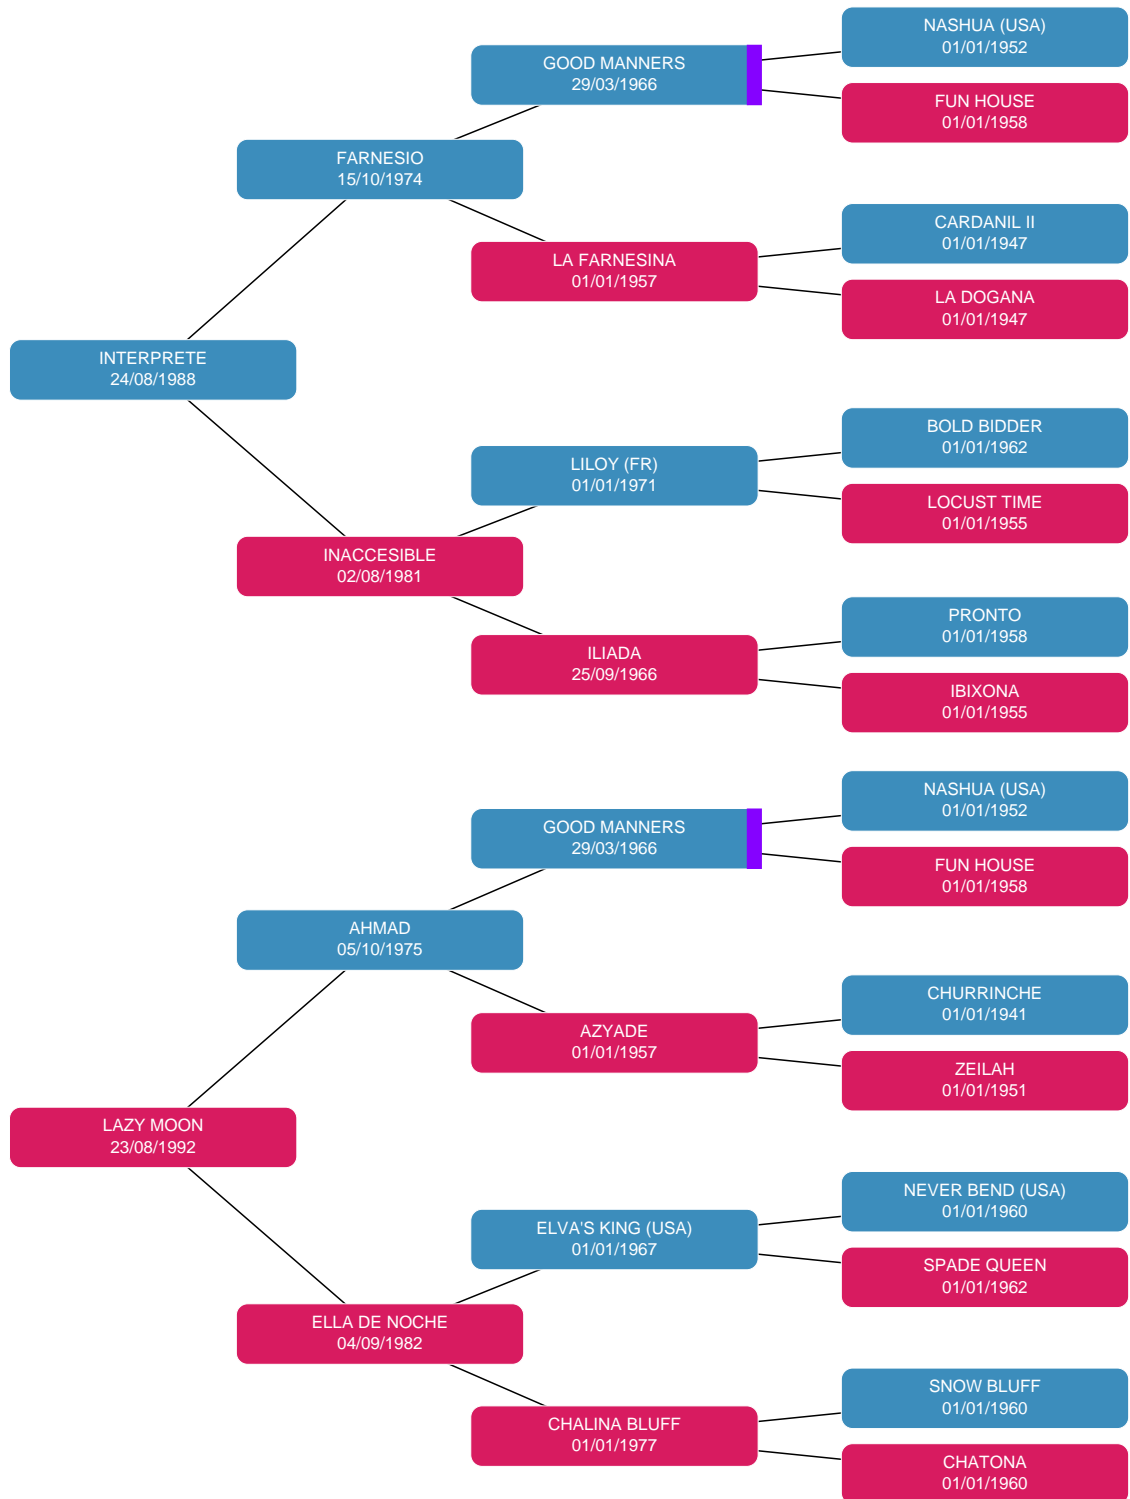 NASHUA (USA)
01/01/1952
GOOD MANNERS
29/03/1966
FUN HOUSE
01/01/1958
FARNESIO
15/10/1974
CARDANIL II
01/01/1947
LA FARNESINA
01/01/1957
LA DOGANA
01/01/1947
INTERPRETE
24/08/1988
BOLD BIDDER
01/01/1962
LILOY (FR)
01/01/1971
LOCUST TIME
01/01/1955
INACCESIBLE
02/08/1981
PRONTO
01/01/1958
ILIADA
25/09/1966
IBIXONA
01/01/1955
NASHUA (USA)
01/01/1952
GOOD MANNERS
29/03/1966
FUN HOUSE
01/01/1958
AHMAD
05/10/1975
CHURRINCHE
01/01/1941
AZYADE
01/01/1957
ZEILAH
01/01/1951
LAZY MOON
23/08/1992
NEVER BEND (USA)
01/01/1960
ELVA'S KING (USA)
01/01/1967
SPADE QUEEN
01/01/1962
ELLA DE NOCHE
04/09/1982
SNOW BLUFF
01/01/1960
CHALINA BLUFF
01/01/1977
CHATONA
01/01/1960